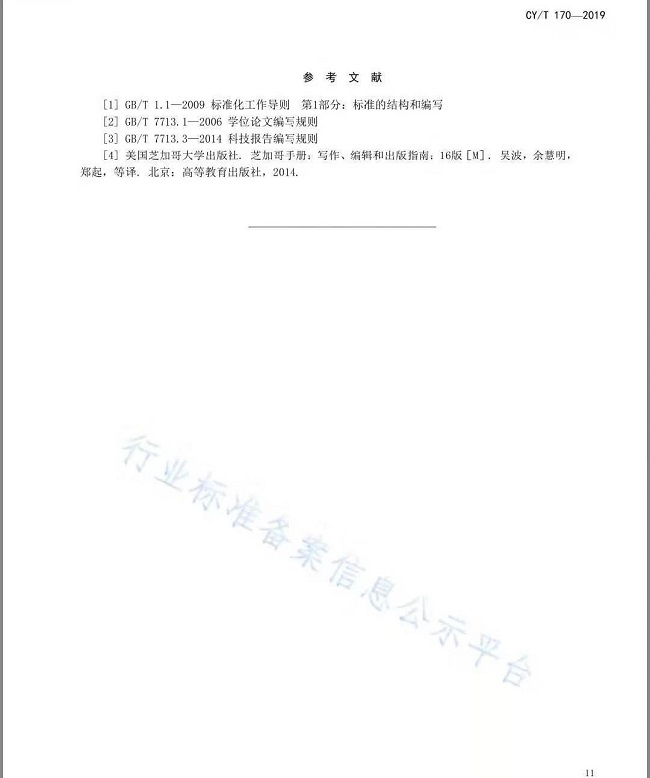 CY/T 170—2019
参 考 文 献
[1] GB/T 1.1—2009 标准化工作导则 第1部分：标准的结构和编写
[2] GB/T 7713.1—2006 学位论文编写规则
[3] GB/T 7713.3—2014 科技报告编写规则
[4] 美国芝加哥大学出版社. 芝加哥手册：写作、编辑和出版指南：16版[M]. 吴波，余慧明，
郑起，等译. 北京：高等教育出版社，2014.
行业标准备案信息公示平台
11